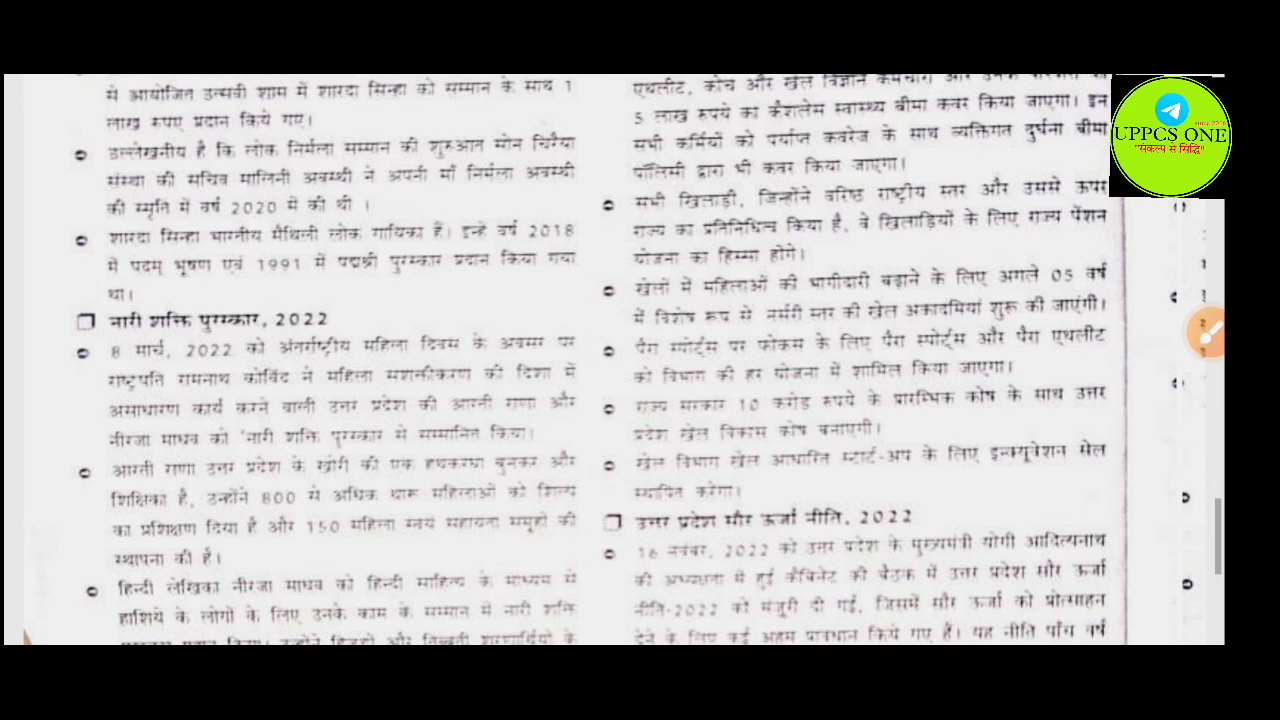 से आयोजित उत्सवी शाम में शारदा सिन्हा को सम्मान के साथ 1
लाख रुपए प्रदान किये गए।
उल्लेखनीय है कि लोक निर्मला सम्मान की शुरुआत सोन चिरैया
संस्था की सचिव मालिनी अवस्थी ने अपनी माँ निर्मला अवस्थी
की स्मृति में वर्ष 2020 में की थी ।
शारदा सिन्हा भारतीय मैथिली लोक गायिका हैं। इन्हें वर्ष 2018
में पदम् भूषण एवं 1991 में पद्मश्री पुरस्कार प्रदान किया गया
था।
नारी शक्ति पुरस्कार, 2022
8 मार्च, 2022 को अंतर्राष्ट्रीय महिला दिवस के अवसर पर
राष्ट्रपति रामनाथ कोविंद ने महिला सशक्तीकरण की दिशा में
असाधारण कार्य करने वाली उत्तर प्रदेश की आरती राणा और
नीरजा माधव को 'नारी शक्ति पुरस्कार से सम्मानित किया।
आरती राणा उत्तर प्रदेश के खीरी की एक हथकरघा बुनकर और
शिक्षिका है, उन्होंने 800 से अधिक थारू महिलाओं को शिल्प
का प्रशिक्षण दिया है और 150 महिला स्वयं सहायता समूहों की
स्थापना की है।
हिन्दी लेखिका नीरजा माधव को हिन्दी साहित्य के माध्यम से
हाशिये के लोगों के लिए उनके काम के सम्मान में नारी शक्ति
एथलीट, कोच और खेल विज्ञान
5 लाख रुपये का कैशलेस स्वास्थ्य बीमा कवर किया जाएगा। इन
सभी कर्मियों को पर्याप्त कवरेज के साथ व्यक्तिगत दुर्घना बीमा
पॉलिसी द्वारा भी कवर किया जाएगा।
सभी खिलाड़ी, जिन्होंने वरिष्ठ राष्ट्रीय स्तर और उससे ऊपर
राज्य का प्रतिनिधित्व किया है, वे खिलाड़ियों के लिए राज्य पेंशन
योजना का हिस्सा होगे।
खेलों में महिलाओं की भागीदारी बढ़ाने के लिए अगले 05 वर्ष
में विशेष रूप से नर्सरी स्तर की खेल अकादमियां शुरू की जाएंगी।
पैरा स्पोर्ट्स पर फोकस के लिए पैरा स्पोर्ट्स और पैरा एथलीट
को विभाग की हर योजना में शामिल किया जाएगा।
राज्य सरकार 10 करोड़ रुपये के प्रारम्भिक कोष के साथ उत्तर
प्रदेश खेल विकास कोष बनाएगी।
खेल विभाग खेल आधारित स्टार्ट-अप के लिए इन्क्यूवेशन सेल
स्थापित करेगा।
उत्तर प्रदेश सौर ऊर्जा नीति, 2022
16 नवंबर, 2022 को उत्तर प्रदेश के मुख्यमंत्री योगी आदित्यनाथ
की अध्यक्षता में हुई कैबिनेट की बैठक में उत्तर प्रदेश सौर ऊर्जा
नीति-2022 को मंजुरी दी गई, जिसमें सौर ऊर्जा को प्रोत्साहन
देने के लिए कई अहम प्रावधान किये गए हैं। यह नीति पाँच वर्ष
UPPCS ONE
"संकल्प से सिद्धि"